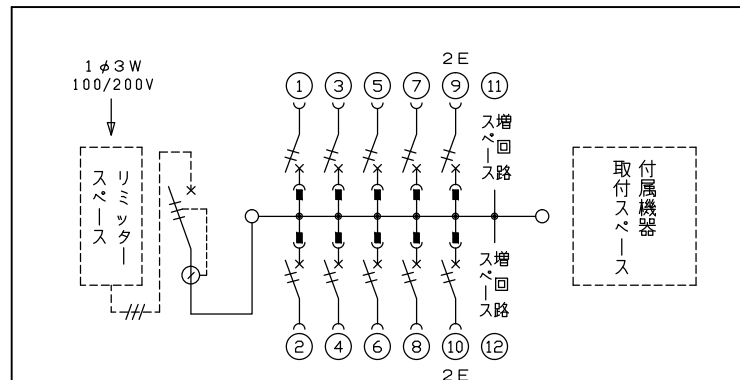 1φ3W
100/200V
リミッター
スペース
2E
1 3 5 7 9 11
増回路
スペース
増回路
スペース
2 4 6 8 10 12
2E
付属機器
取付スペース